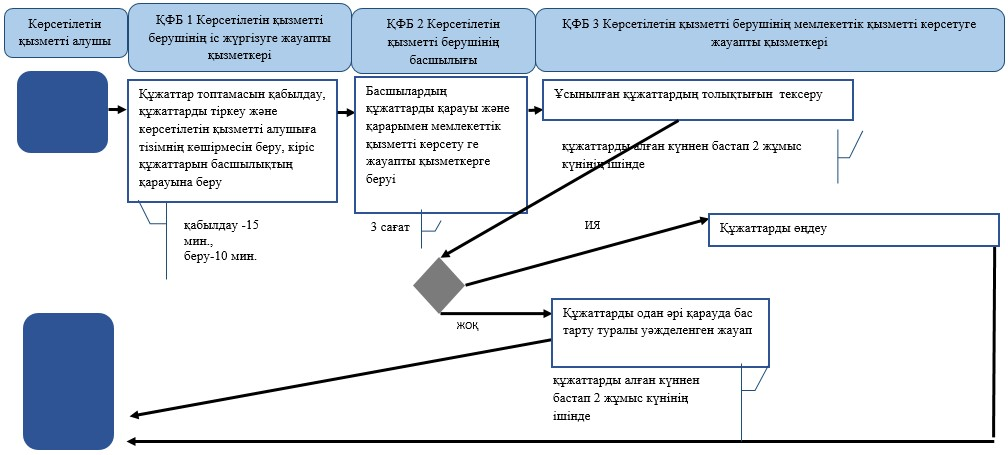 Көрсетілетін
қызметті алушы
ҚФБ 1 Көрсетілетін қызметті
берушінің іс жүргізуге жауапты
қызметкері
ҚФБ 2 Көрсетілетін
қызметті берушінің
басшылығы
ҚФБ 3 Көрсетілетін қызметті берушінің мемлекеттік қызметті көрсетуге
жауапты қызметкері
Құжаттар топтамасын қабылдау,
құжаттарды тіркеу және
көрсетілетін қызметті алушыға
тізімнің көшірмесін беру, кіріс
құжаттарын басшылықтың
қарауына беру
Басшылардың
құжаттарды қарауы және
қарарымен мемлекеттік
қызметті көрсету ге
жауапты қызметкерге
беруі
Ұсынылған құжаттардың толықтығын тексеру
құжаттарды алған күннен бастап 2 жұмыс
күнінің ішінде
қабылдау -15
мин.,
беру-10 мин.
3 сағат
ИЯ
Құжаттарды өңдеу
жоқ
Құжаттарды одан әрі қарауда бас
тарту туралы уәжделенген жауап
құжаттарды алған күннен
бастап 2 жұмыс күнінің
ішінде